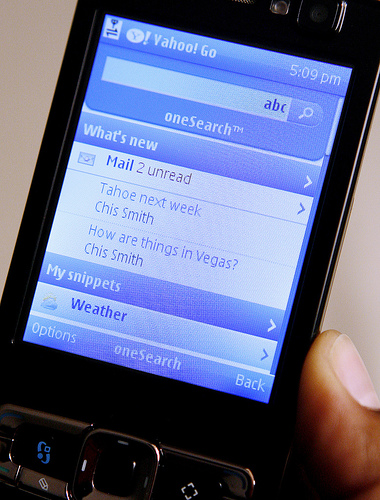 Y! Yahoo! Go
5:09 pm
abc
oneSearch™
What's new
Mail 2 unread
Tahoe next week
Chis Smith
How are things in Vegas?
Chis Smith
My snippets
Weather
Options oneSearch Back